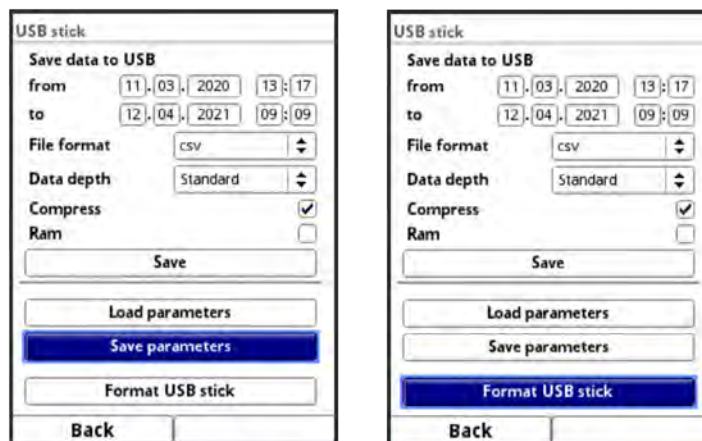 USB stick
Save data to USB
from 11. 03. 2020 13: 17
to 12. 04. 2021 09: 09
File format csv
Data depth Standard
Compress
Ram
Save
Load parameters
Save parameters
Format USB stick
Back
USB stick
Save data to USB
from 11. 03. 2020 13: 17
to 12. 04. 2021 09: 09
File format csv
Data depth Standard
Compress
Ram
Save
Load parameters
Save parameters
Format USB stick
Back